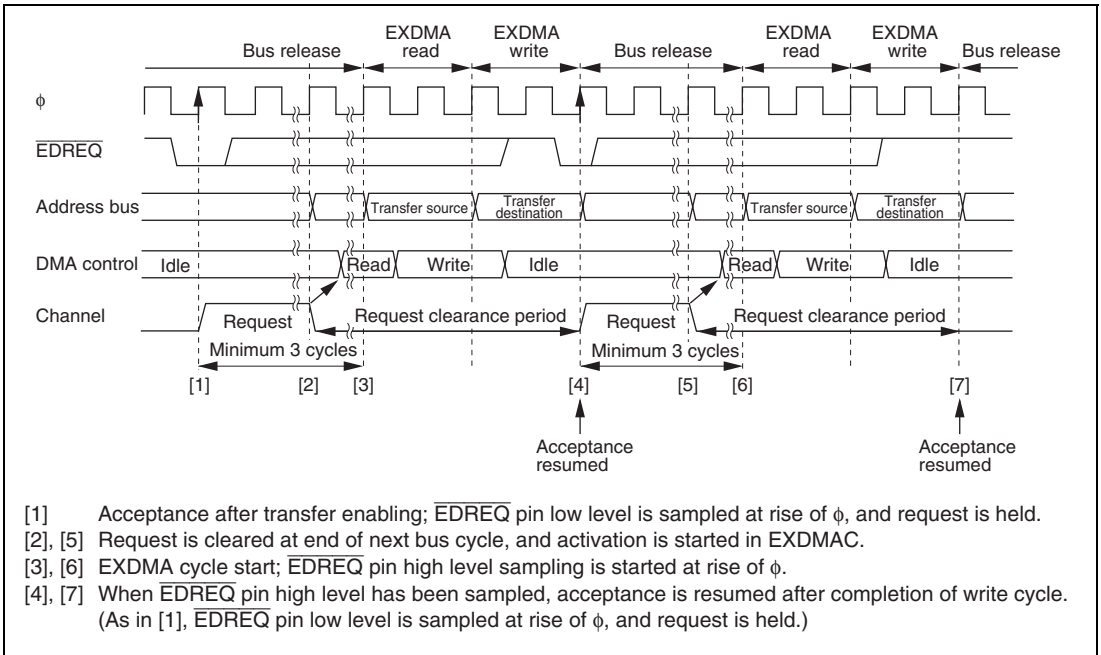 EXDMA EXDMA EXDMA EXDMA
Bus release read write Bus release read write Bus release
ϕ
EDREQ
Address bus Transfer source Transfer destination Transfer source Transfer destination
DMA control Idle Read Write Idle Read Write Idle
Channel Request Request clearance period Request Request clearance period
Minimum 3 cycles Minimum 3 cycles
[1] [2] [3] [4] [5] [6] [7]
Acceptance resumed Acceptance resumed
[1] Acceptance after transfer enabling; EDREQ pin low level is sampled at rise of ϕ, and request is held.
[2], [5] Request is cleared at end of next bus cycle, and activation is started in EXDMAC.
[3], [6] EXDMA cycle start; EDREQ pin high level sampling is started at rise of ϕ.
[4], [7] When EDREQ pin high level has been sampled, acceptance is resumed after completion of write cycle.
(As in [1], EDREQ pin low level is sampled at rise of ϕ, and request is held.)